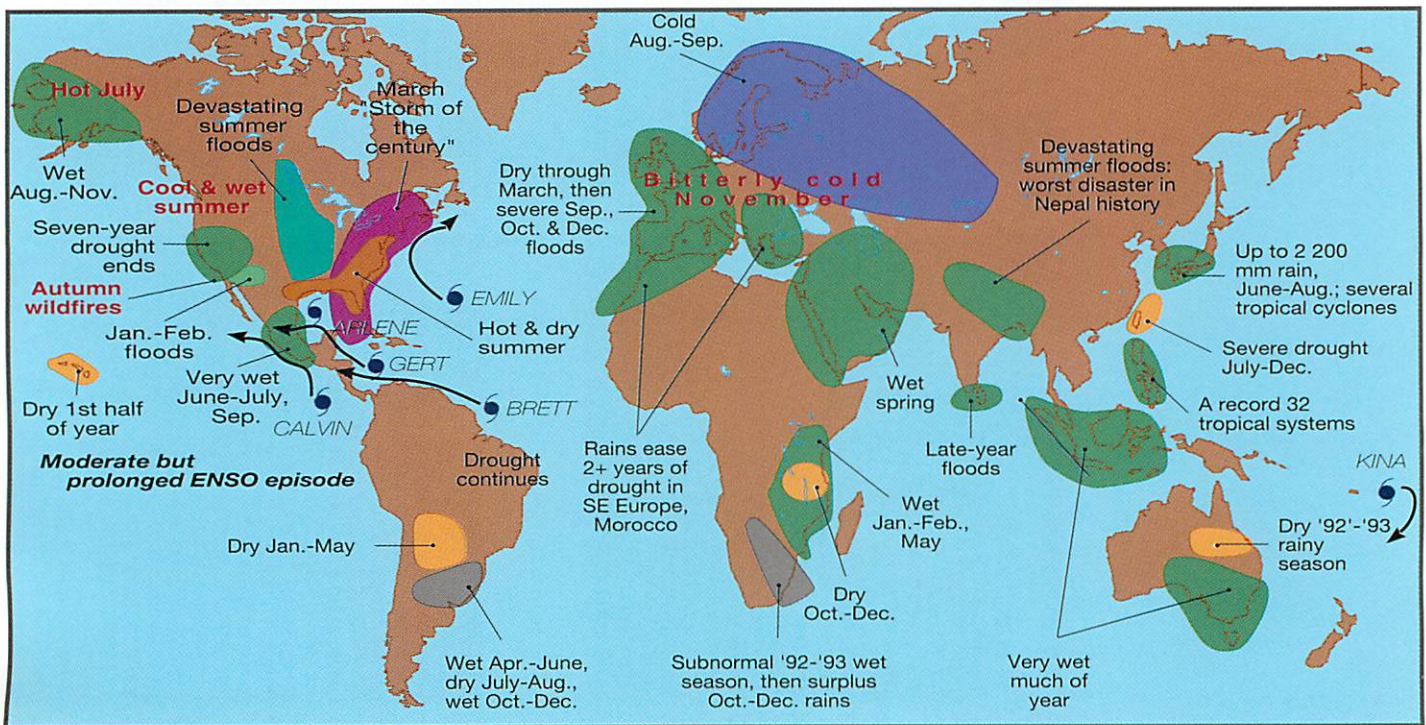 Cold
Aug.-Sep.
Hot July
Devastating
summer
floods
March
"Storm of
the
century"
Wet
Aug.-Nov.
Cool & wet
summer
Seven-year
drought
ends
Autumn
wildfires
Jan.-Feb.
floods
Dry 1st half
of year
Very wet
June-July,
Sep.
EMILY
ARLENE
GERT
BRETT
CALVIN
Hot & dry
summer
Moderate but
prolonged ENSO episode
Drought
continues
Dry Jan.-May
Wet Apr.-June,
dry July-Aug.,
wet Oct.-Dec.
Dry through
March, then
severe Sep.,
Oct. & Dec.
floods
Bitterly cold
November
Rains ease
2+ years of
drought in
SE Europe,
Morocco
Wet
spring
Wet
Jan.-Feb.,
May
Dry
Oct.-Dec.
Subnormal '92-'93 wet
season, then surplus
Oct.-Dec. rains
Devastating
summer floods:
worst disaster in
Nepal history
Late-year
floods
Up to 2 200
mm rain,
June-Aug.; several
tropical cyclones
Severe drought
July-Dec.
A record 32
tropical systems
KINA
Dry '92'-'93
rainy
season
Very wet
much of
year